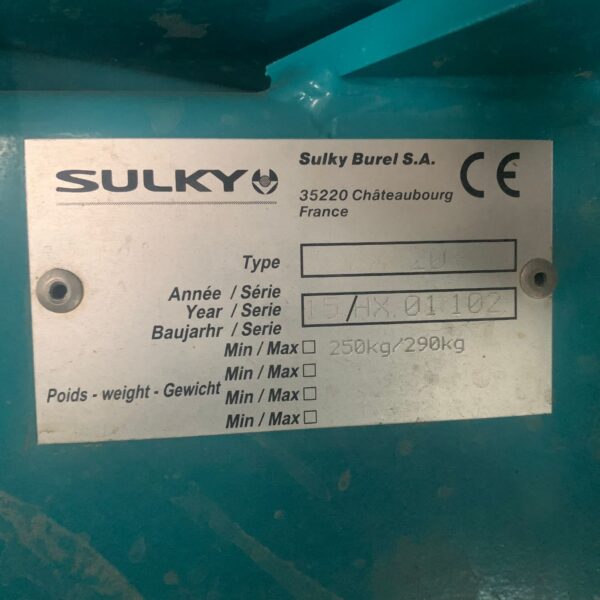 SULKY
Sulky Burel S.A.
35220 Châteaubourg
France
CE
Type
Année / Série
Year / Serie
Baujarhr / Serie
15/HX 01 102
Min / Max □ 250kg/290kg
Min / Max □
Poids - weight - Gewicht
Min / Max □
Min / Max □